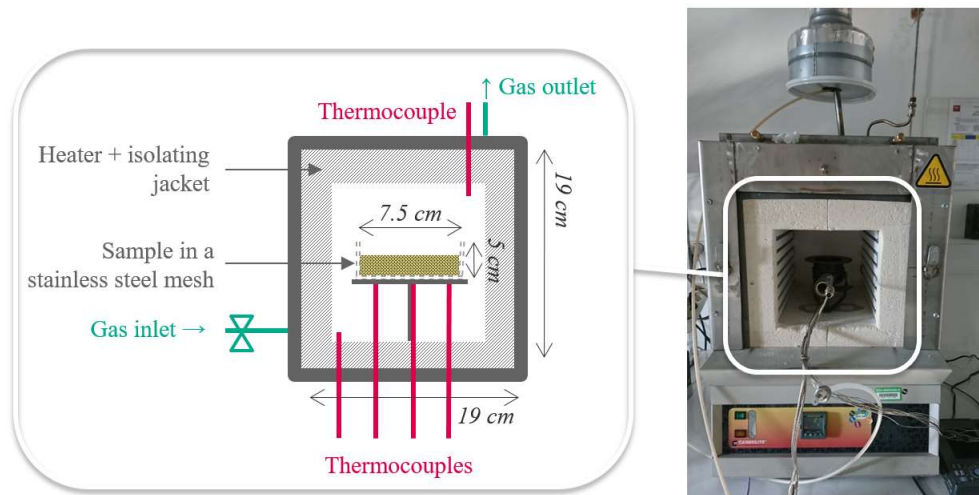 ↑ Gas outlet
Thermocouple
Heater + isolating
jacket
7.5 cm
19 cm
5 cm
Sample in a
stainless steel mesh
Gas inlet →
19 cm
Thermocouples
CARBOLITE